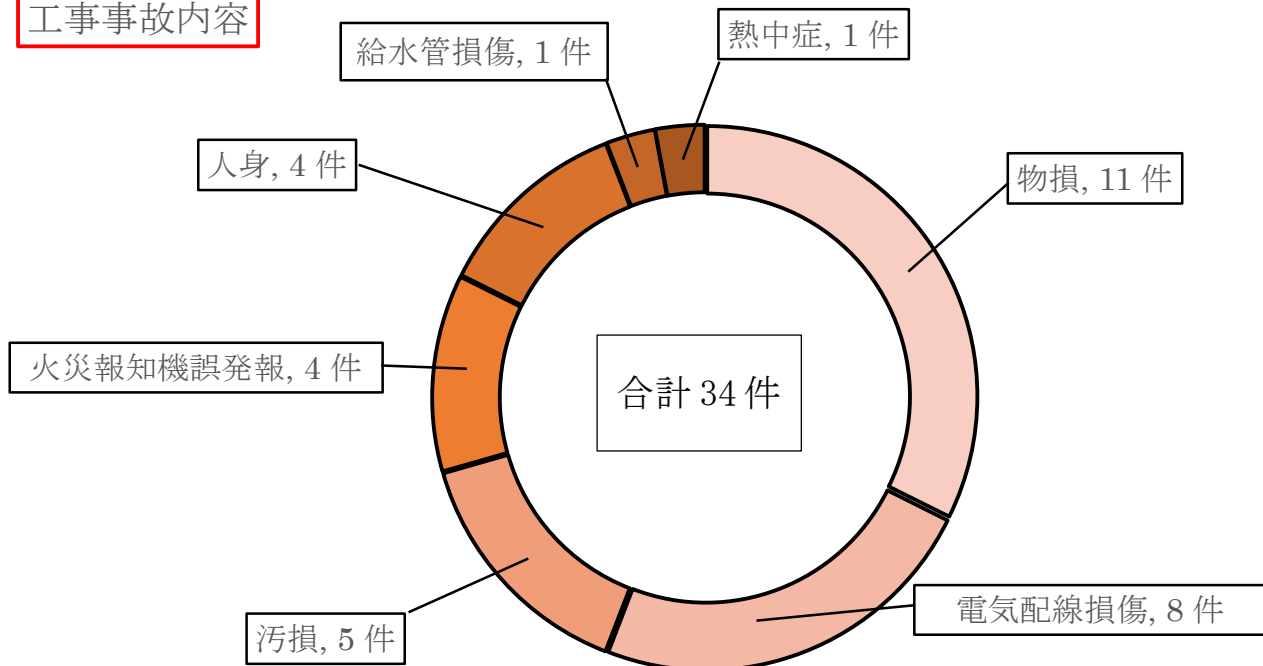 工事事故内容
給水管損傷, 1 件
熱中症, 1 件
人身, 4 件
物損, 11 件
火災報知機誤発報, 4 件
合計 34 件
電気配線損傷, 8 件
汚損, 5 件